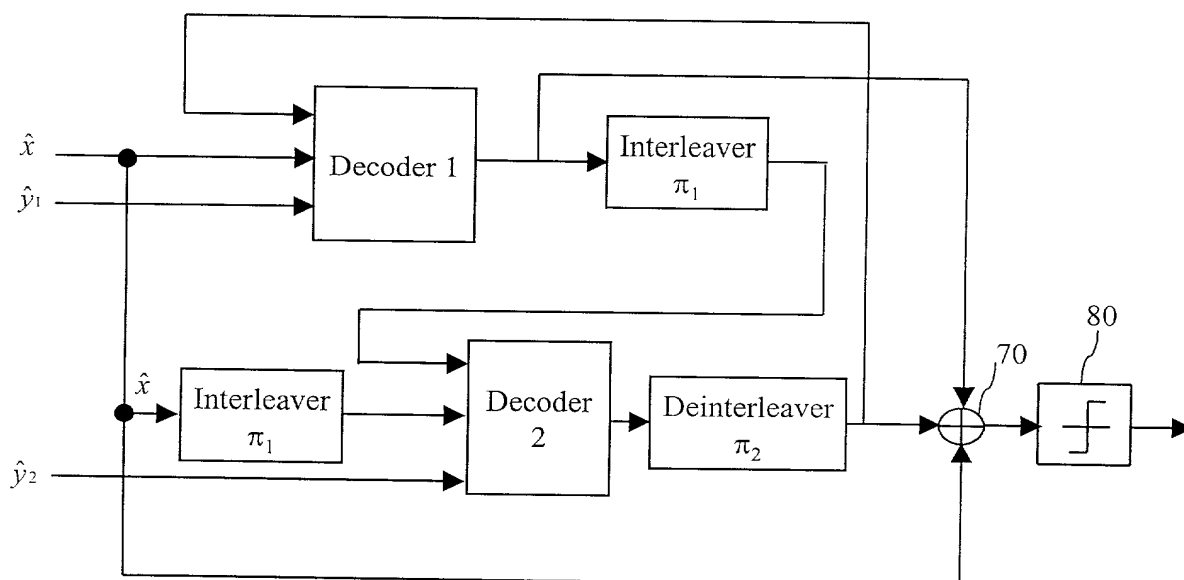 x̂
ŷ1
Decoder 1
Interleaver
π1
80
70
x̂
Interleaver
π1
Decoder
2
Deinterleaver
π2
ŷ2